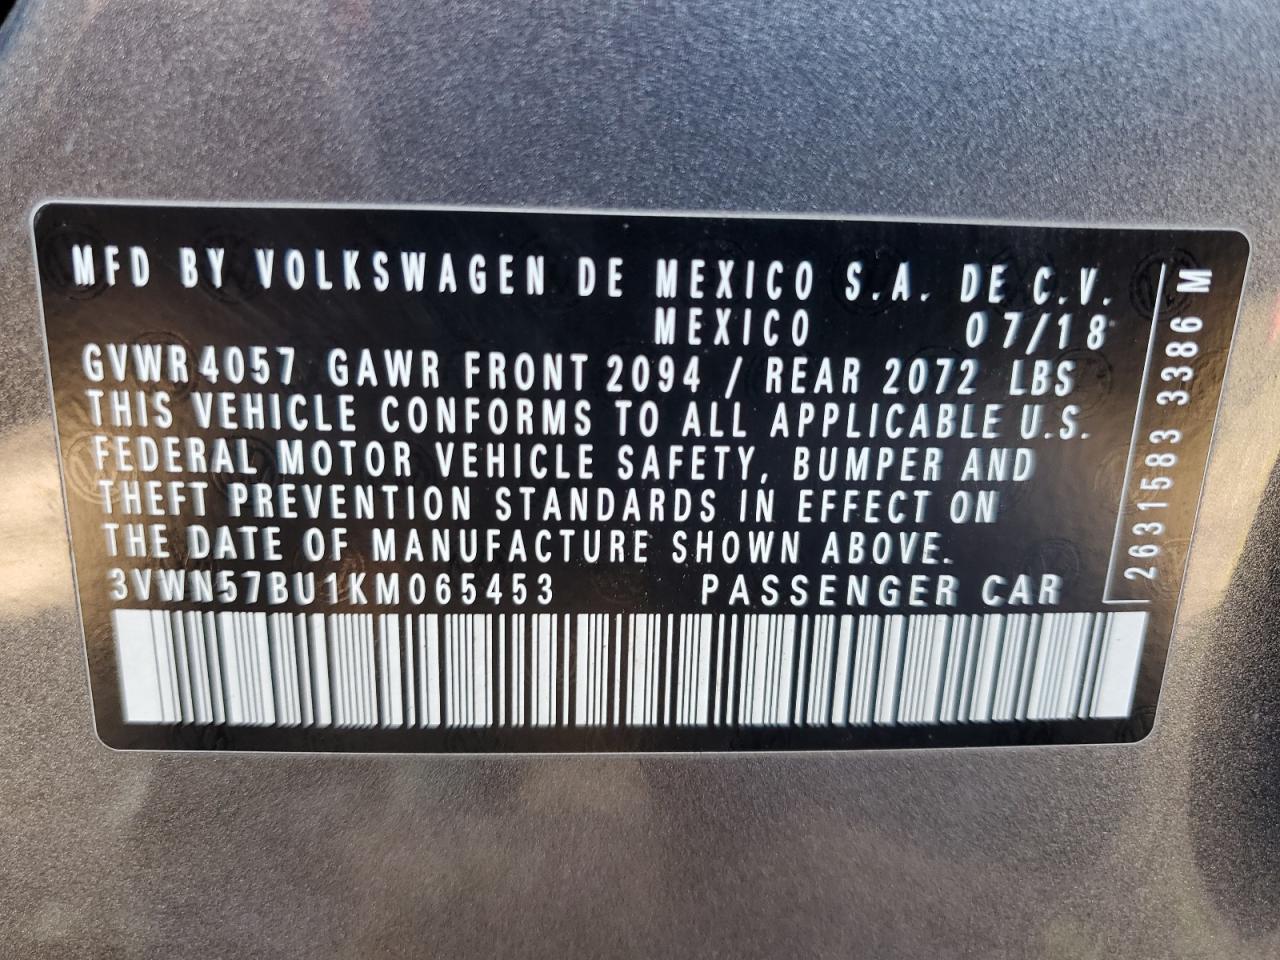 MFD BY VOLKSWAGEN DE MEXICO S.A. DE C.V.
MEXICO 07/18
GVWR 4057 GAWR FRONT 2094 / REAR 2072 LBS
THIS VEHICLE CONFORMS TO ALL APPLICABLE U.S.
FEDERAL MOTOR VEHICLE SAFETY, BUMPER AND
THEFT PREVENTION STANDARDS IN EFFECT ON
THE DATE OF MANUFACTURE SHOWN ABOVE.
3VWN57BU1KM065453 PASSENGER CAR
2631583 3386 M